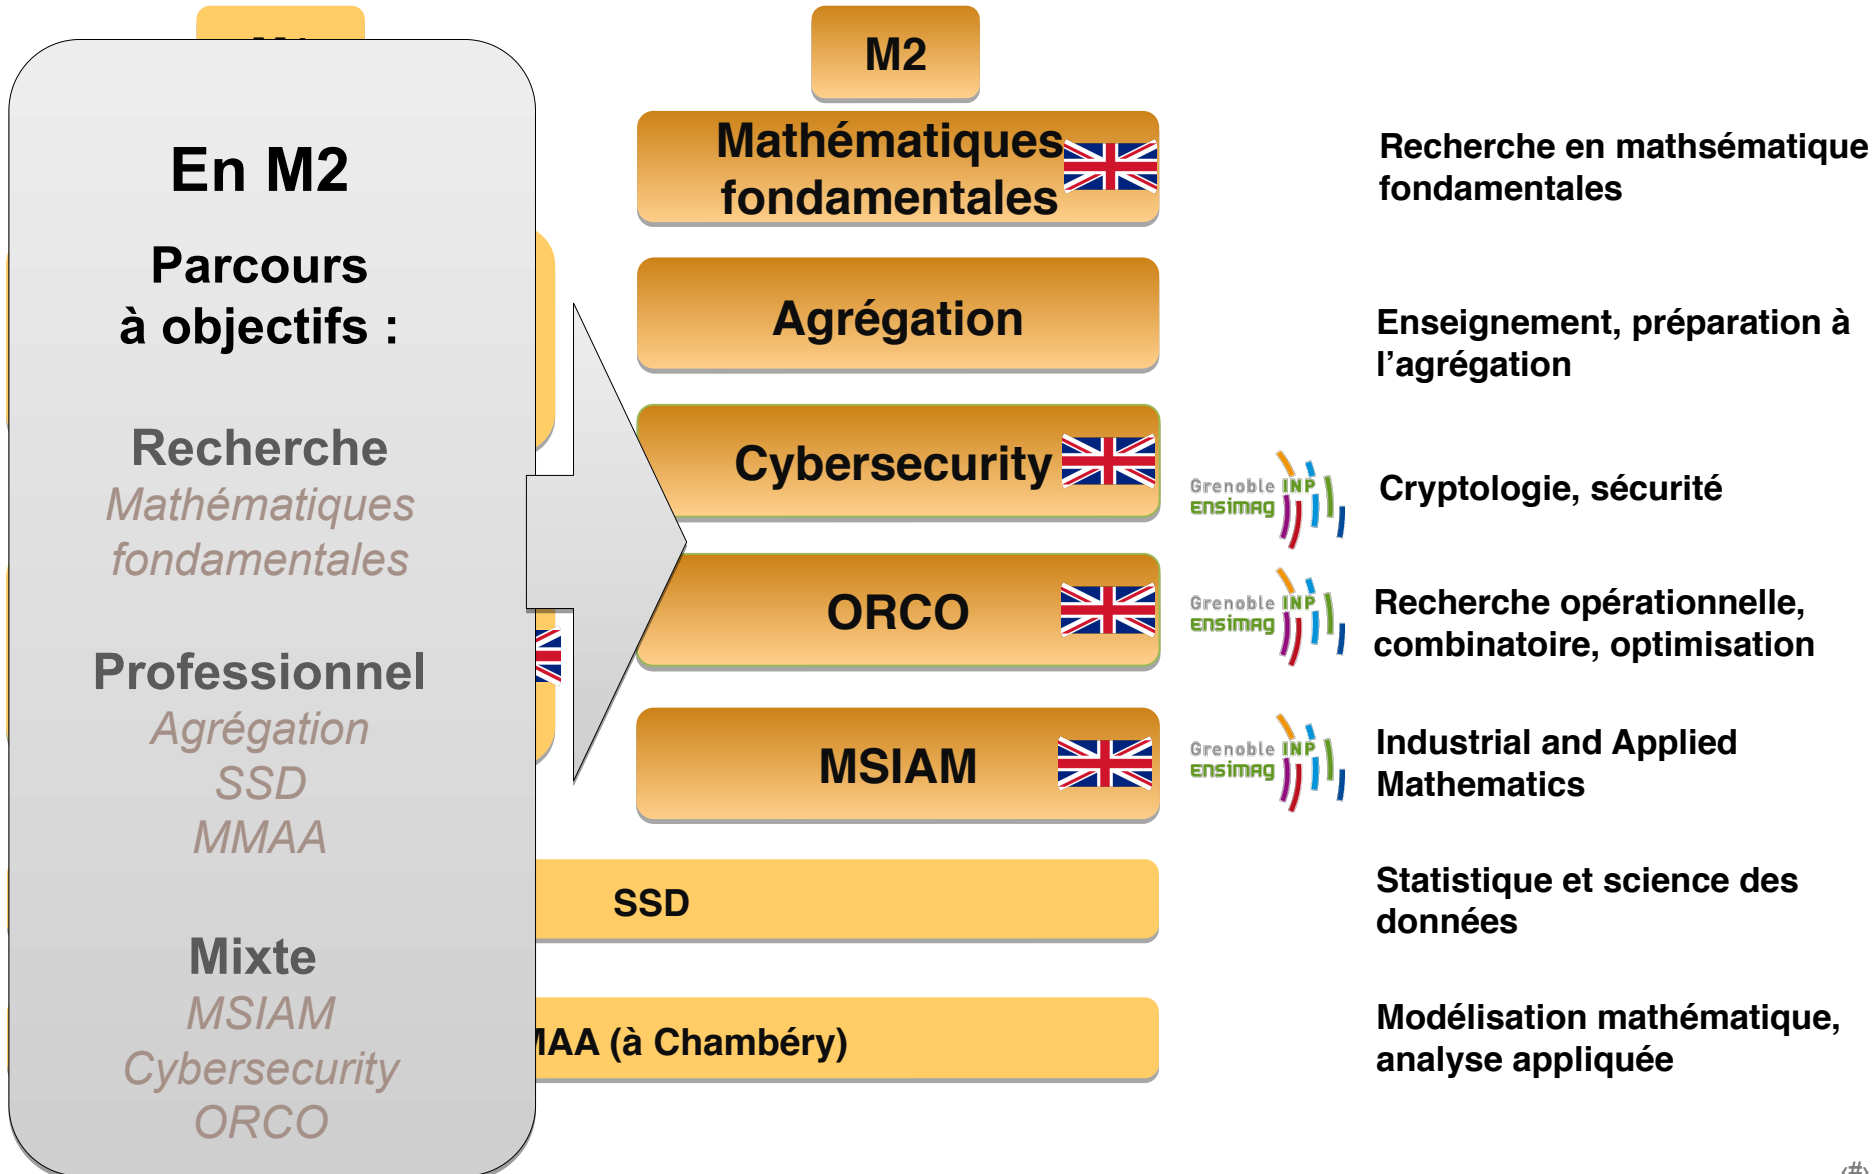 En M2
Parcours
à objectifs :
Recherche
Mathématiques
fondamentales
Professionnel
Agrégation
SSD
MMAA
Mixte
MSIAM
Cybersecurity
ORCO
M2
Mathématiques
fondamentales
Recherche en mathsématique
fondamentales
Agrégation
Enseignement, préparation à
l’agrégation
Cybersecurity
Grenoble INP
Ensimag
Cryptologie, sécurité
ORCO
Grenoble INP
Ensimag
Recherche opérationnelle,
combinatoire, optimisation
MSIAM
Grenoble INP
Ensimag
Industrial and Applied
Mathematics
SSD
Statistique et science des
données
(à Chambéry)
Modélisation mathématique,
analyse appliquée